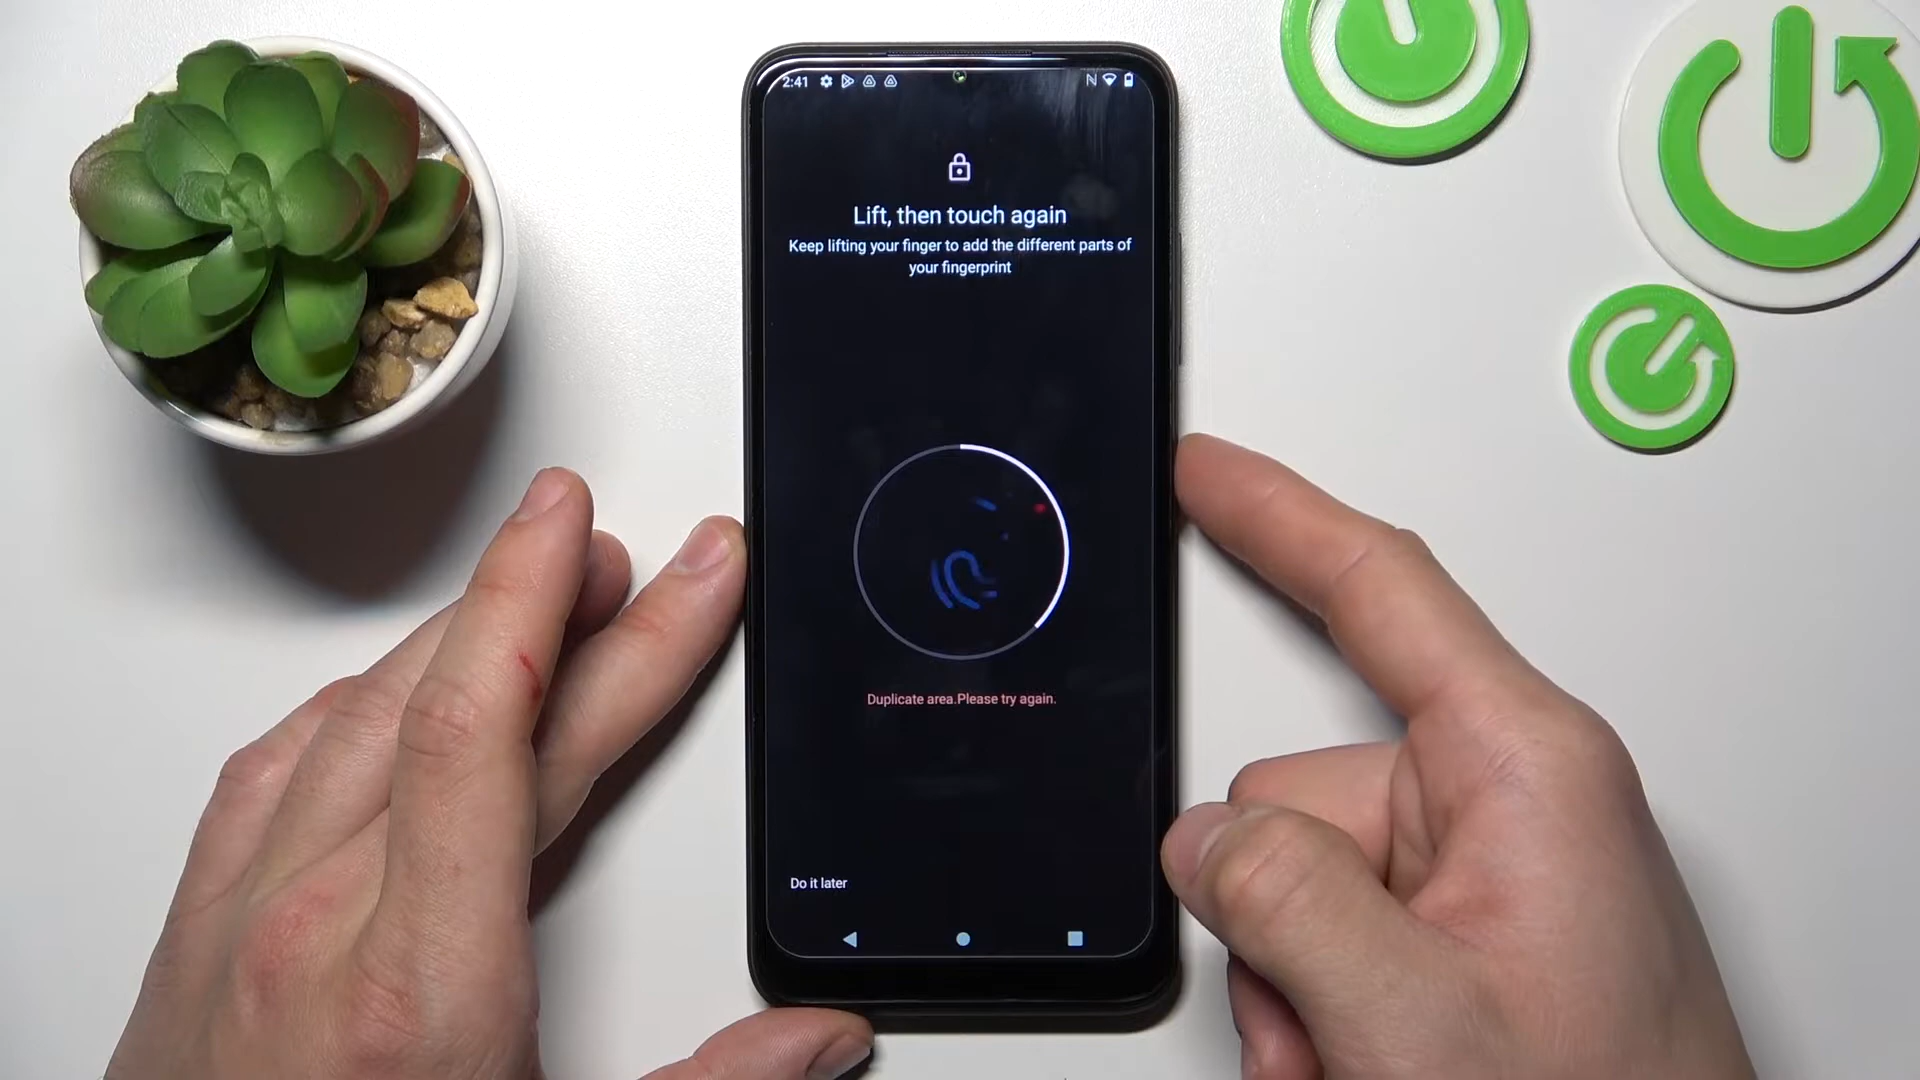 2:41
Lift, then touch again
Keep lifting your finger to add the different parts of
your fingerprint
Duplicate area.Please try again.
Do it later